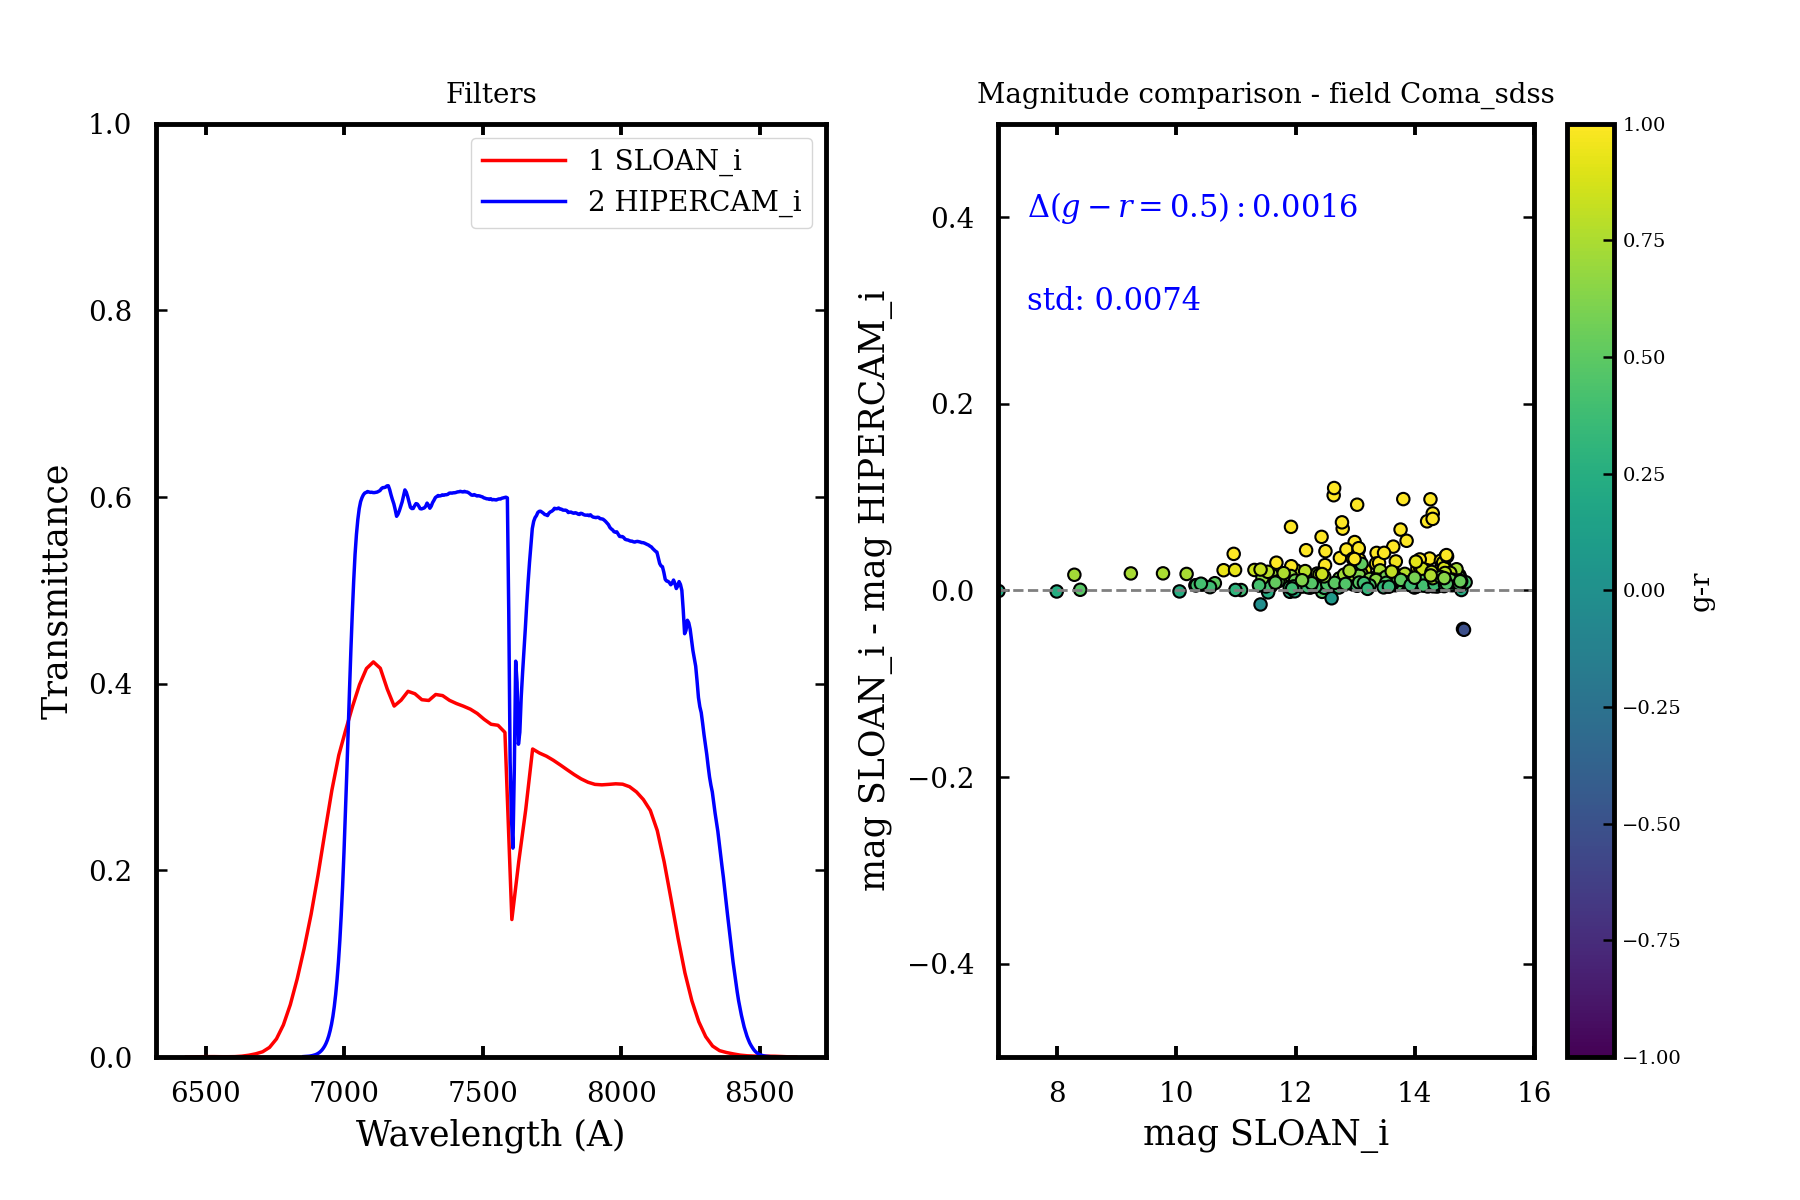 Filters
1 SLOAN_i
2 HIPERCAM_i
1.0
0.8
0.6
0.4
0.2
0.0
Transmittance
6500 7000 7500 8000 8500
Wavelength (A)
Magnitude comparison - field Coma_sdss
Δ(g − r = 0.5) : 0.0016
std: 0.0074
0.4
0.2
0.0
−0.2
−0.4
mag SLOAN_i - mag HIPERCAM_i
8 10 12 14 16
mag SLOAN_i
1.00
0.75
0.50
0.25
0.00
−0.25
−0.50
−0.75
−1.00
g-r